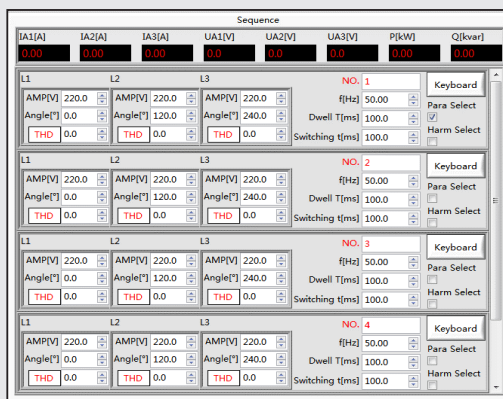 Sequence
IA1[A] IA2[A] IA3[A] UA1[V] UA2[V] UA3[V] P[kW] Q[kvar]
0.00 0.00 0.00 0.0 0.0 0.0 0.00 0.00
L1 L2 L3 NO. 1 Keyboard
AMP[V] 220.0 AMP[V] 220.0 AMP[V] 220.0 f[Hz] 50.00 Para Select
Angle[°] 0.0 Angle[°] 120.0 Angle[°] 240.0 Dwell T[ms] 100.0 Harm Select
THD 0.0 THD 0.0 THD 0.0 Switching t[ms] 100.0
L1 L2 L3 NO. 2 Keyboard
AMP[V] 220.0 AMP[V] 220.0 AMP[V] 220.0 f[Hz] 50.00 Para Select
Angle[°] 0.0 Angle[°] 120.0 Angle[°] 240.0 Dwell T[ms] 100.0 Harm Select
THD 0.0 THD 0.0 THD 0.0 Switching t[ms] 100.0
L1 L2 L3 NO. 3 Keyboard
AMP[V] 220.0 AMP[V] 220.0 AMP[V] 220.0 f[Hz] 50.00 Para Select
Angle[°] 0.0 Angle[°] 120.0 Angle[°] 240.0 Dwell T[ms] 100.0 Harm Select
THD 0.0 THD 0.0 THD 0.0 Switching t[ms] 100.0
L1 L2 L3 NO. 4 Keyboard
AMP[V] 220.0 AMP[V] 220.0 AMP[V] 220.0 f[Hz] 50.00 Para Select
Angle[°] 0.0 Angle[°] 120.0 Angle[°] 240.0 Dwell T[ms] 100.0 Harm Select
THD 0.0 THD 0.0 THD 0.0 Switching t[ms] 100.0